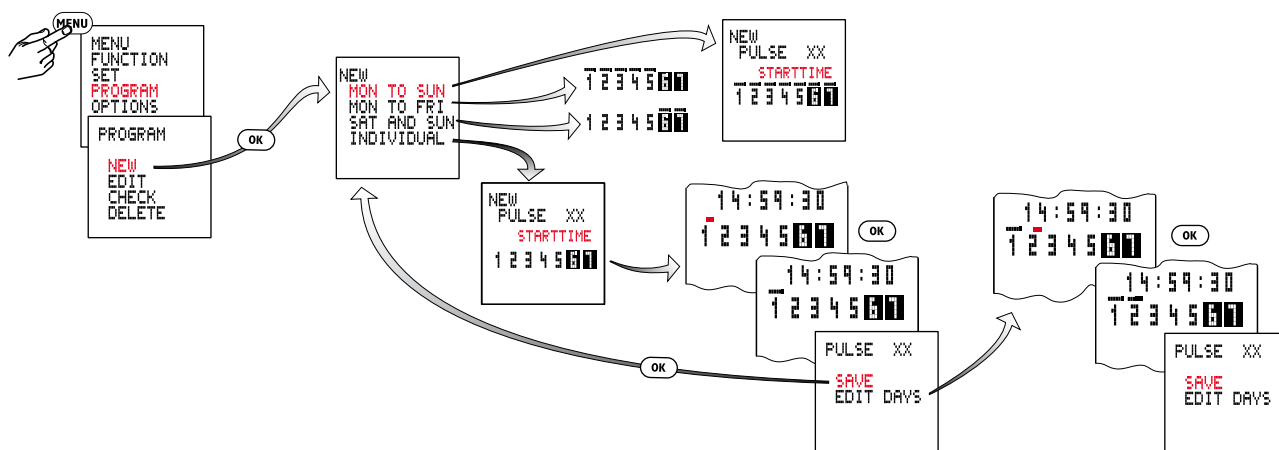 MENU
MENU
FUNCTION
SET
PROGRAM
OPTIONS
PROGRAM
NEW
EDIT
CHECK
DELETE
OK
NEW
MON TO SUN
MON TO FRI
SAT AND SUN
INDIVIDUAL
1 2 3 4 5 6 7
1 2 3 4 5 6 7
NEW
PULSE XX
STARTTIME
1 2 3 4 5 6 7
NEW
PULSE XX
STARTTIME
1 2 3 4 5 6 7
14:59:30
1 2 3 4 5 6 7
OK
14:59:30
1 2 3 4 5 6 7
PULSE XX
SAVE
EDIT DAYS
OK
14:59:30
1 2 3 4 5 6 7
OK
14:59:30
1 2 3 4 5 6 7
PULSE XX
SAVE
EDIT DAYS